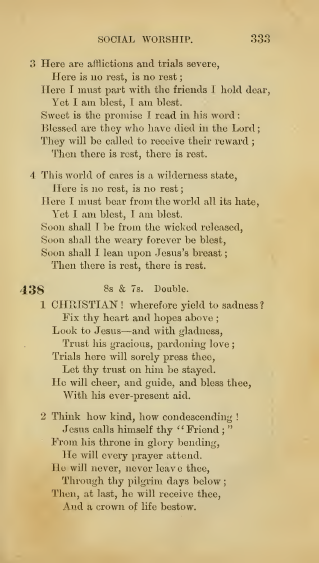 SOCIAL WORSHIP. 333
3 Here are afflictions and trials severe,
Here is no rest, is no rest;
Here I must part with the friends I hold dear,
Yet I am blest, I am blest.
Sweet is the promise I read in his word:
Blessed are they who have died in the Lord;
They will be called to receive their reward;
Then there is rest, there is rest.
4 This world of cares is a wilderness state,
Here is no rest, is no rest;
Here I must bear from the world all its hate,
Yet I am blest, I am blest.
Soon shall I be from the wicked released,
Soon shall the weary forever be blest,
Soon shall I lean upon Jesus's breast;
Then there is rest, there is rest.
438 8s & 7s. Double.
1 CHRISTIAN! wherefore yield to sadness?
Fix thy heart and hopes above;
Look to Jesus—and with gladness,
Trust his gracious, pardoning love;
Trials here will sorely press thee,
Let thy trust on him be stayed.
He will cheer, and guide, and bless thee,
With his ever-present aid.
2 Think how kind, how condescending!
Jesus calls himself thy "Friend;"
From his throne in glory bending,
He will every prayer attend.
He will never, never leave thee,
Through thy pilgrim days below;
Then, at last, he will receive thee,
And a crown of life bestow.